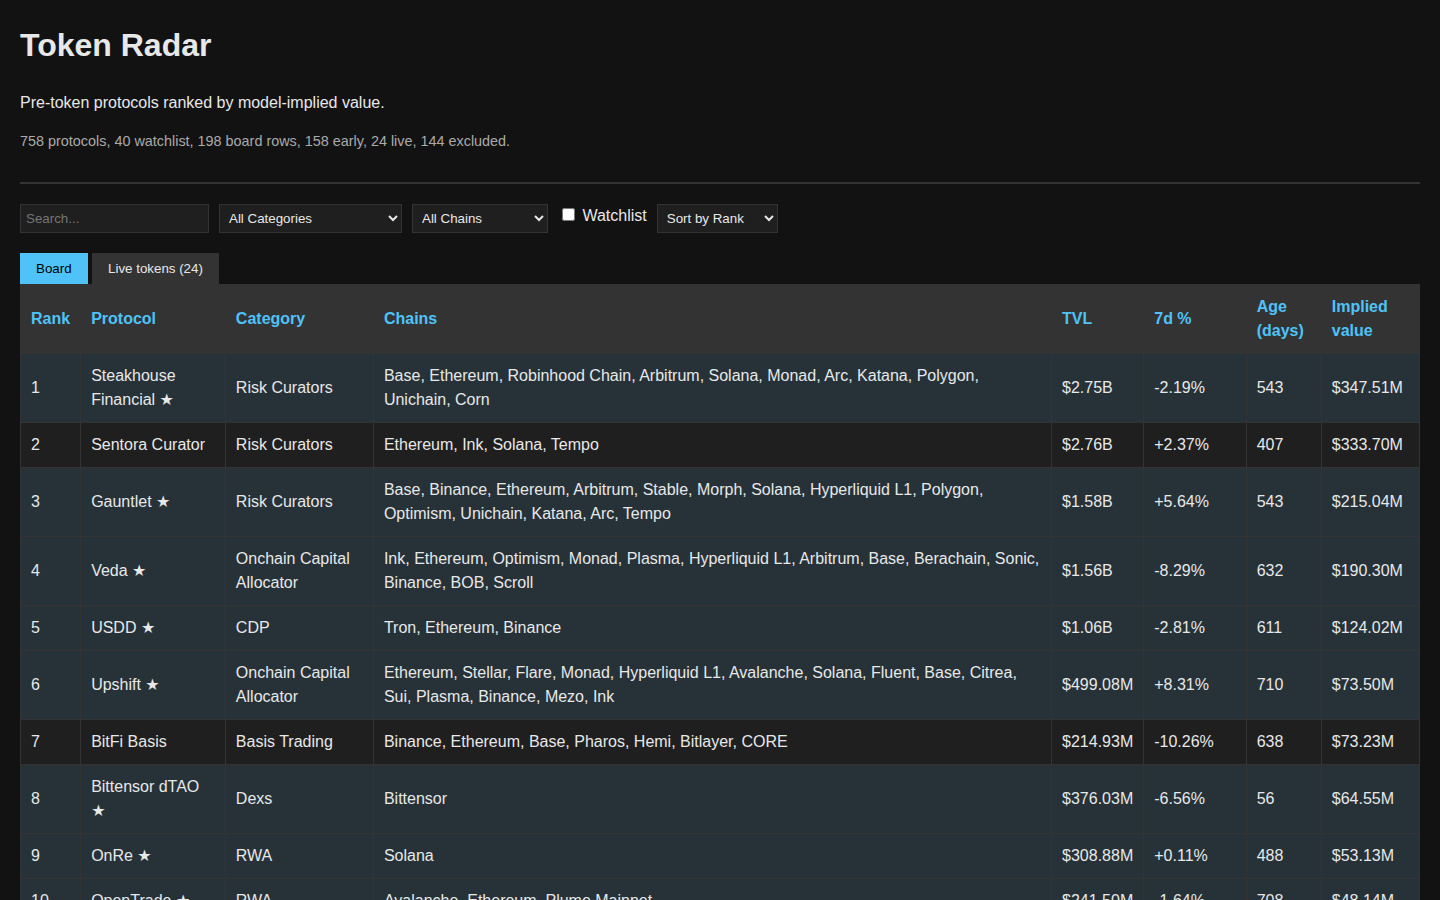 Token Radar
Pre-token protocols ranked by model-implied value.
758 protocols, 40 watchlist, 198 board rows, 158 early, 24 live, 144 excluded.
Search... All Categories All Chains Watchlist Sort by Rank
Board Live tokens (24)
Rank Protocol Category Chains TVL 7d % Age (days) Implied value
1 Steakhouse Financial ★ Risk Curators Base, Ethereum, Robinhood Chain, Arbitrum, Solana, Monad, Arc, Katana, Polygon, Unichain, Corn $2.75B -2.19% 543 $347.51M
2 Sentora Curator Risk Curators Ethereum, Ink, Solana, Tempo $2.76B +2.37% 407 $333.70M
3 Gauntlet ★ Risk Curators Base, Binance, Ethereum, Arbitrum, Stable, Morph, Solana, Hyperliquid L1, Polygon, Optimism, Unichain, Katana, Arc, Tempo $1.58B +5.64% 543 $215.04M
4 Veda ★ Onchain Capital Allocator Ink, Ethereum, Optimism, Monad, Plasma, Hyperliquid L1, Arbitrum, Base, Berachain, Sonic, Binance, BOB, Scroll $1.56B -8.29% 632 $190.30M
5 USDD ★ CDP Tron, Ethereum, Binance $1.06B -2.81% 611 $124.02M
6 Upshift ★ Onchain Capital Allocator Ethereum, Stellar, Flare, Monad, Hyperliquid L1, Avalanche, Solana, Fluent, Base, Citrea, Sui, Plasma, Binance, Mezo, Ink $499.08M +8.31% 710 $73.50M
7 BitFi Basis Basis Trading Binance, Ethereum, Base, Pharos, Hemi, Bitlayer, CORE $214.93M -10.26% 638 $73.23M
8 Bittensor dTAO ★ Dexs Bittensor $376.03M -6.56% 56 $64.55M
9 OnRe ★ RWA Solana $308.88M +0.11% 488 $53.13M
10 OpenTrade ★ RWA Avalanche, Ethereum, Plume Mainnet